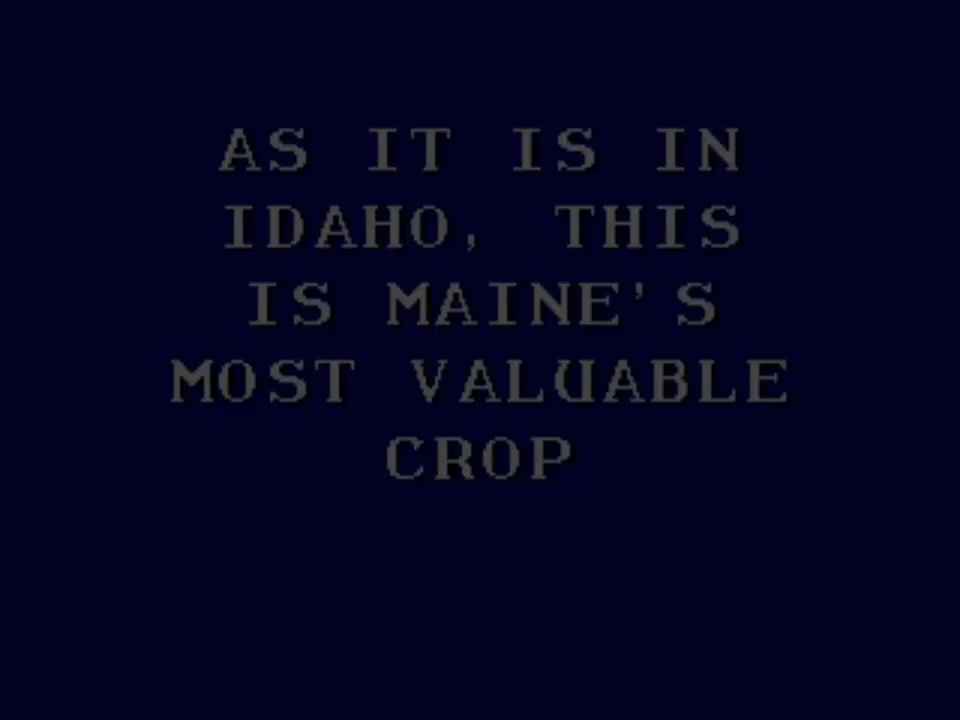 AS IT IS IN
IDAHO, THIS
IS MAINE'S
MOST VALUABLE
CROP